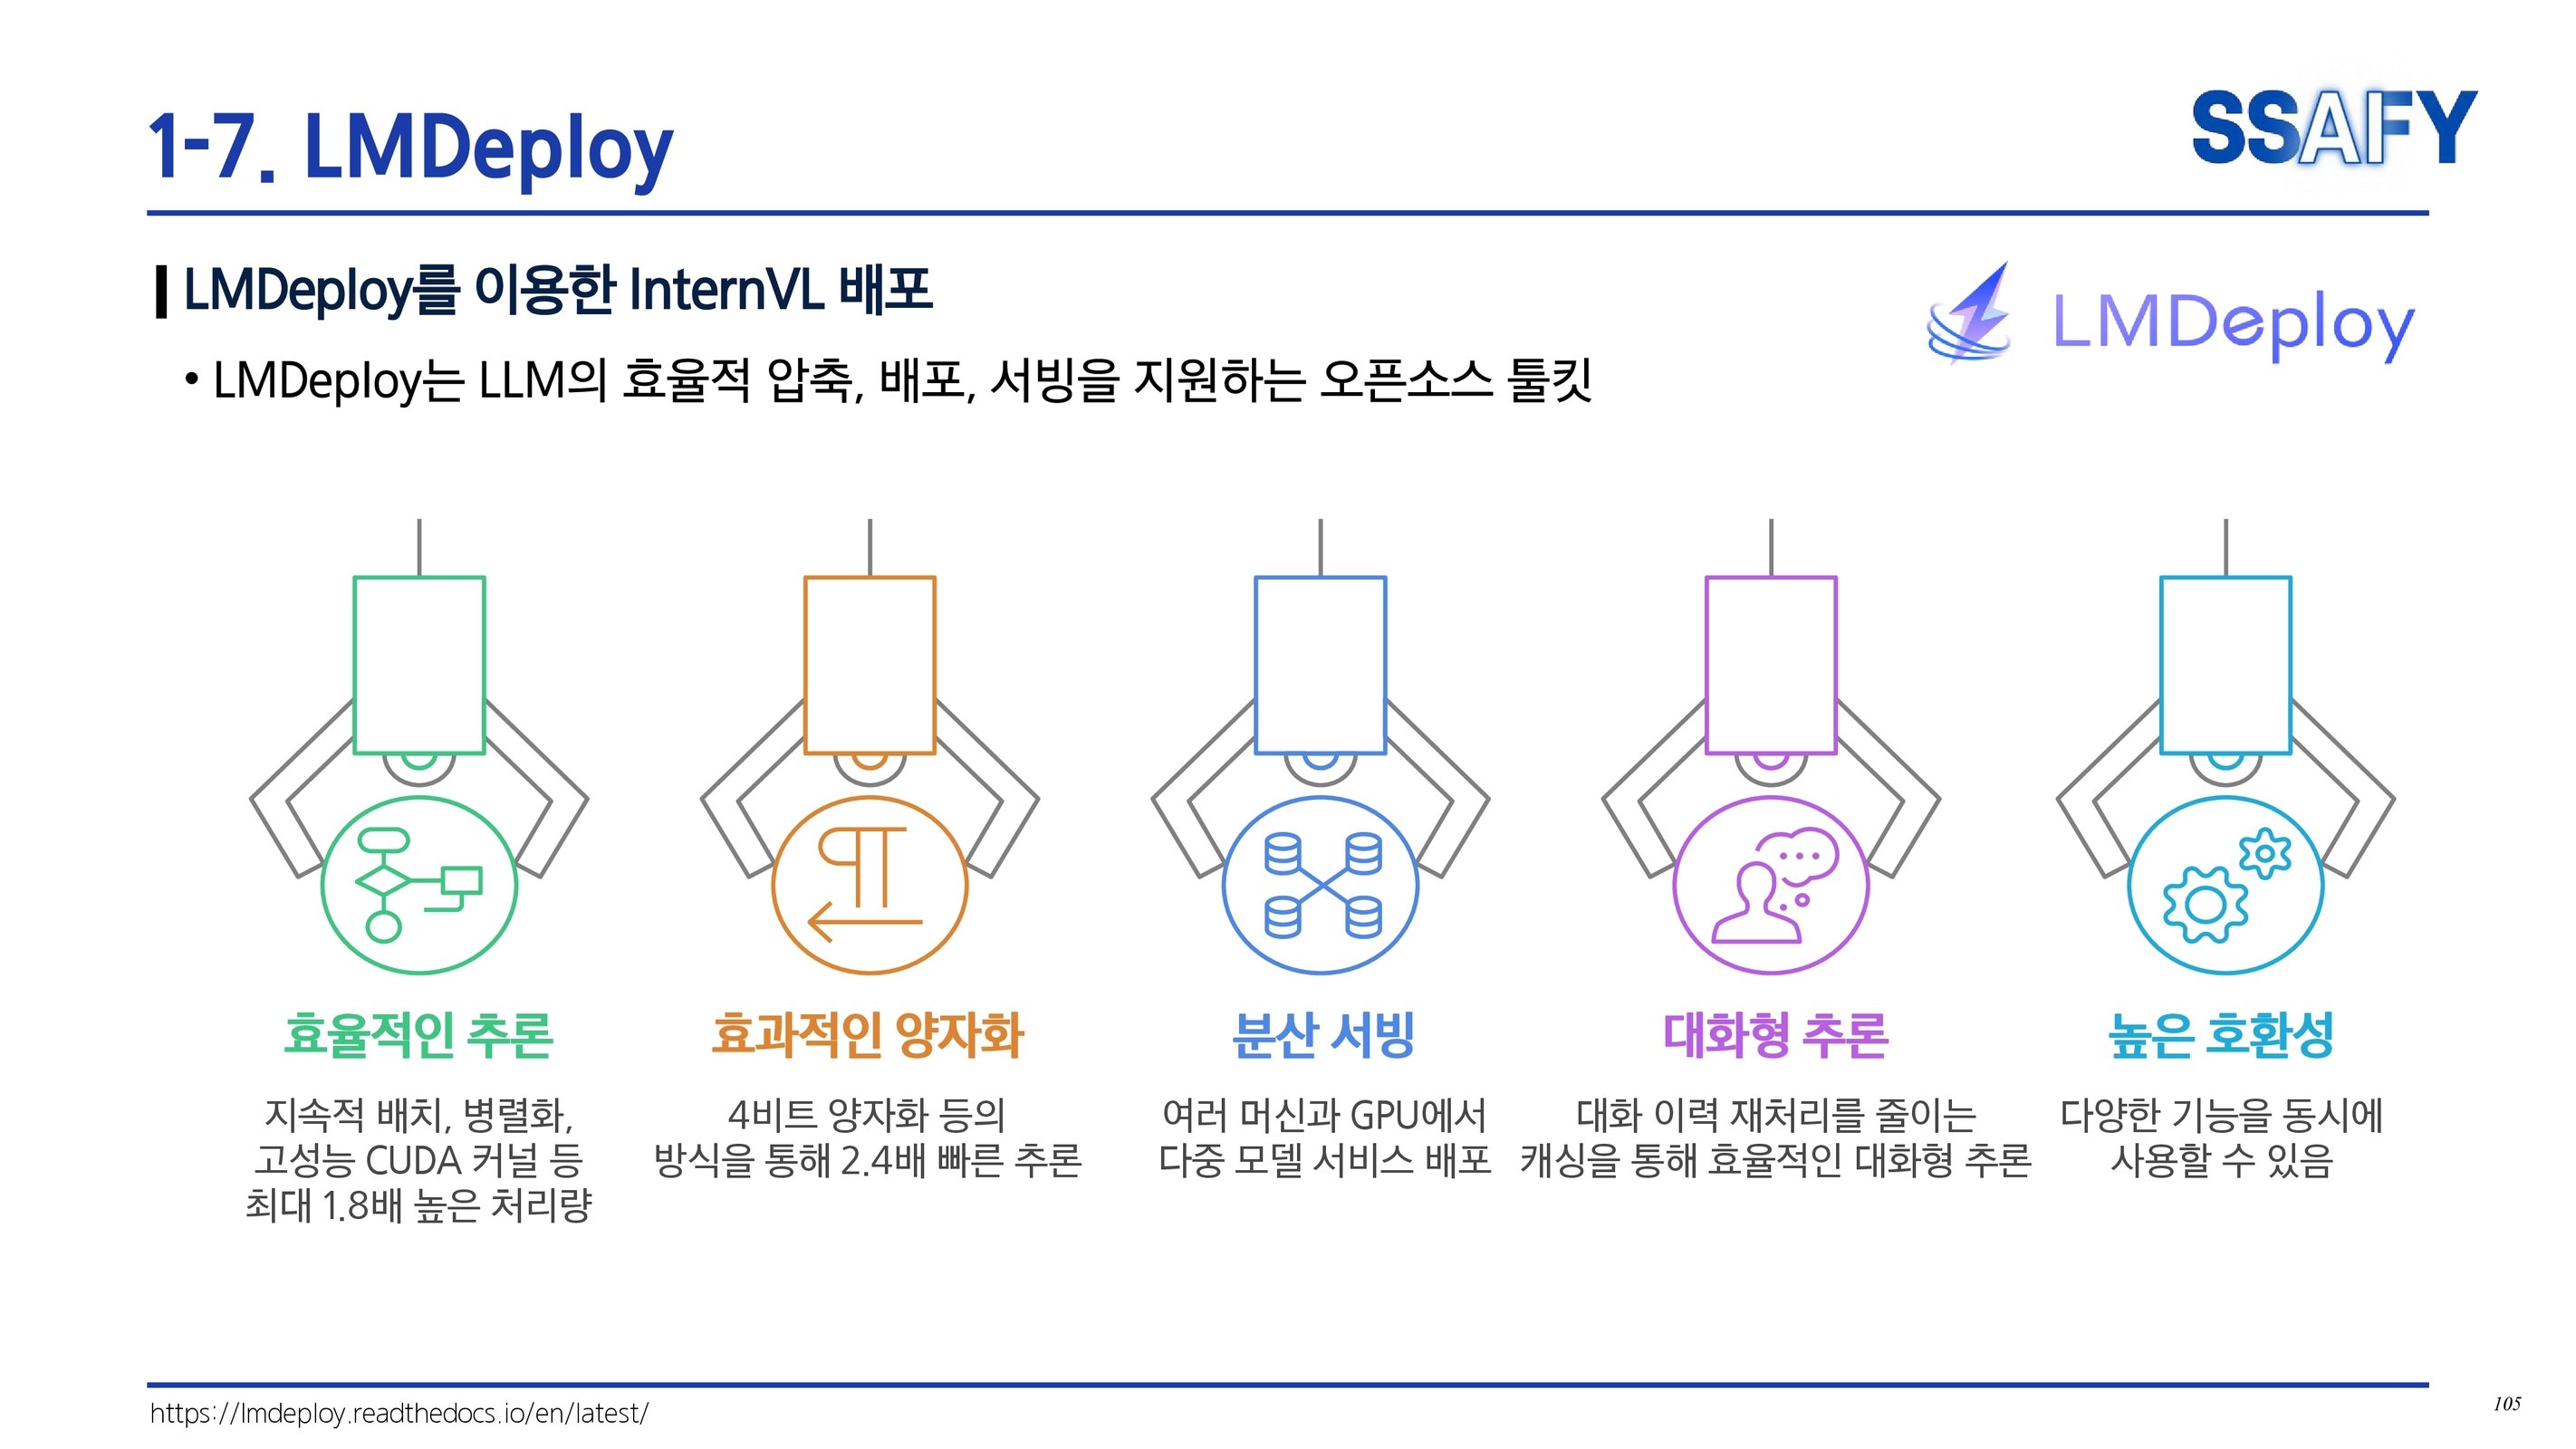 1-7. LMDeploy
SSAFY
LMDeploy를 이용한 InternVL 배포
LMDeploy
• LMDeploy는 LLM의 효율적 압축, 배포, 서빙을 지원하는 오픈소스 툴킷
효율적인 추론
지속적 배치, 병렬화,
고성능 CUDA 커널 등
최대 1.8배 높은 처리량
효과적인 양자화
4비트 양자화 등의
방식을 통해 2.4배 빠른 추론
분산 서빙
여러 머신과 GPU에서
다중 모델 서비스 배포
대화형 추론
대화 이력 재처리를 줄이는
캐싱을 통해 효율적인 대화형 추론
높은 호환성
다양한 기능을 동시에
사용할 수 있음
https://lmdeploy.readthedocs.io/en/latest/
105